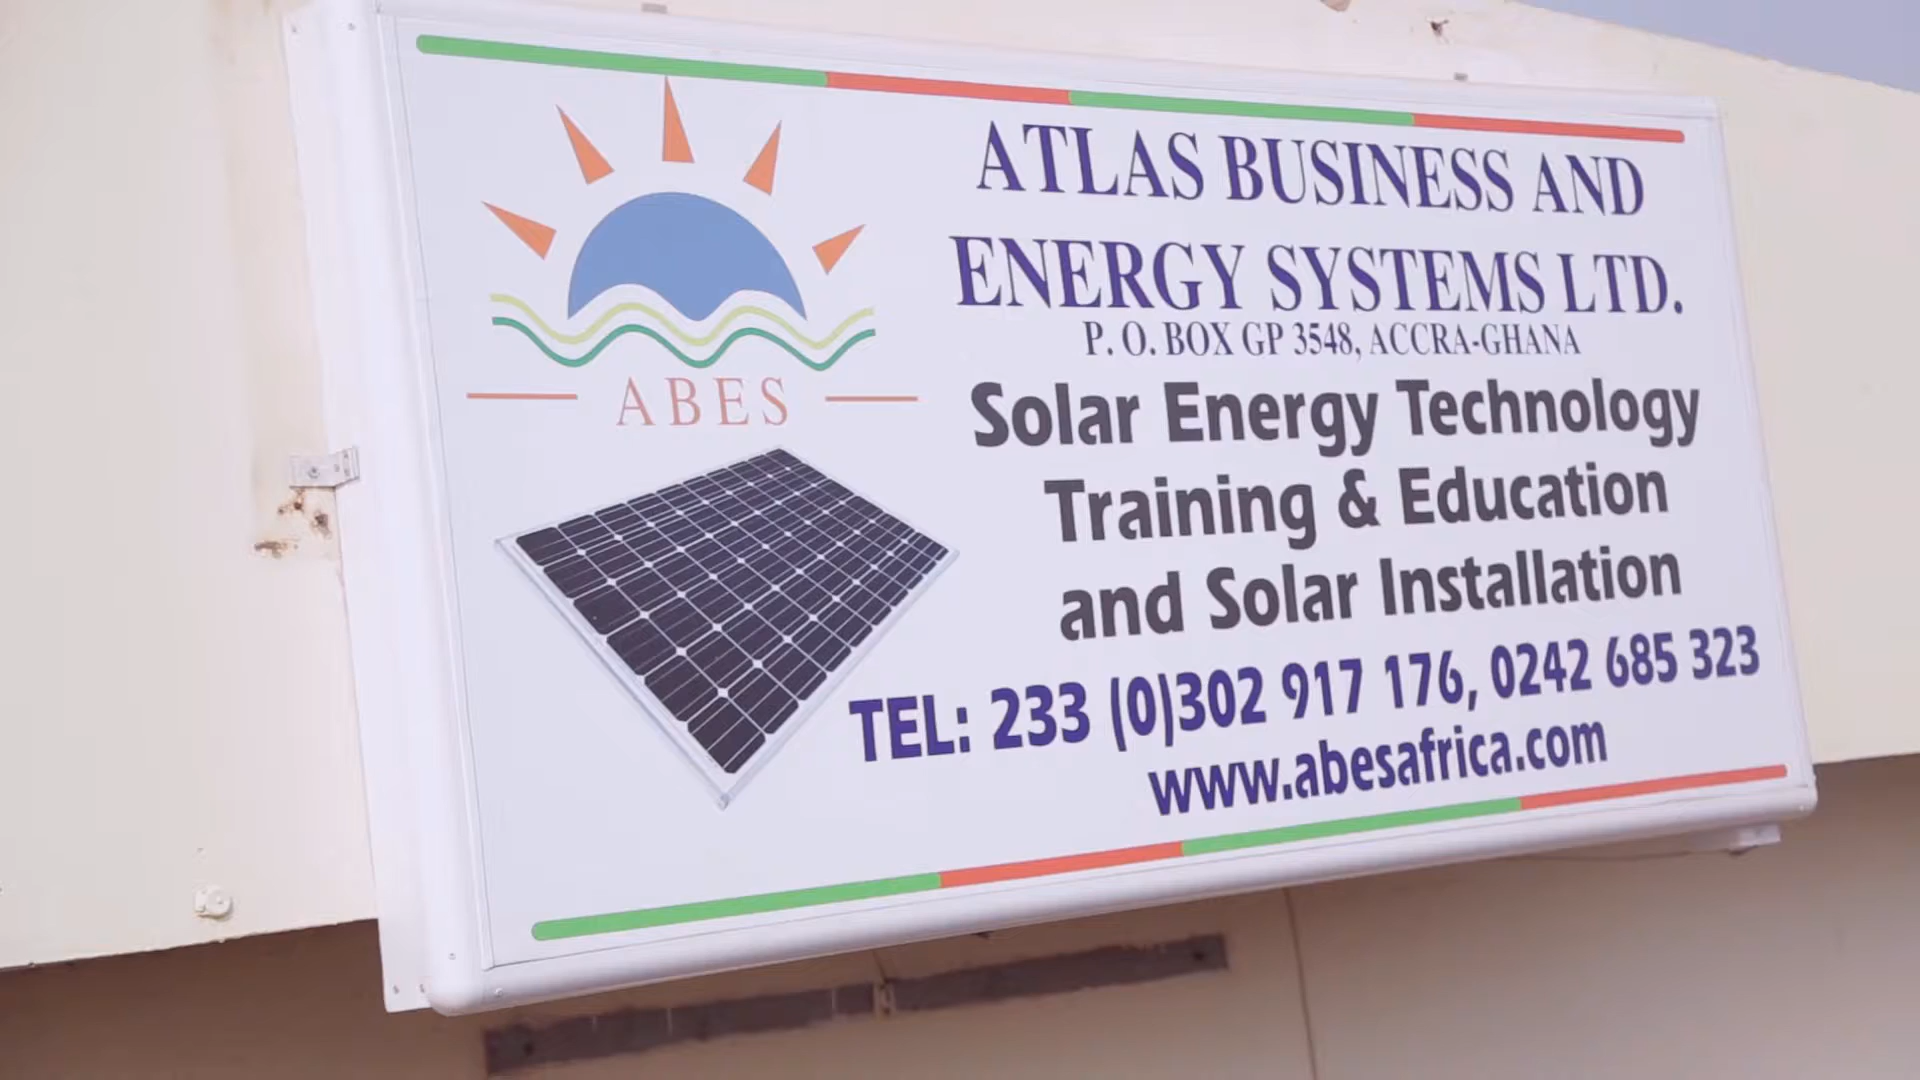 ABES
ATLAS BUSINESS AND
ENERGY SYSTEMS LTD.
P. O. BOX GP 3548, ACCRA-GHANA
Solar Energy Technology
Training & Education
and Solar Installation
TEL: 233 (0)302 917 176, 0242 685 323
www.abesafrica.com